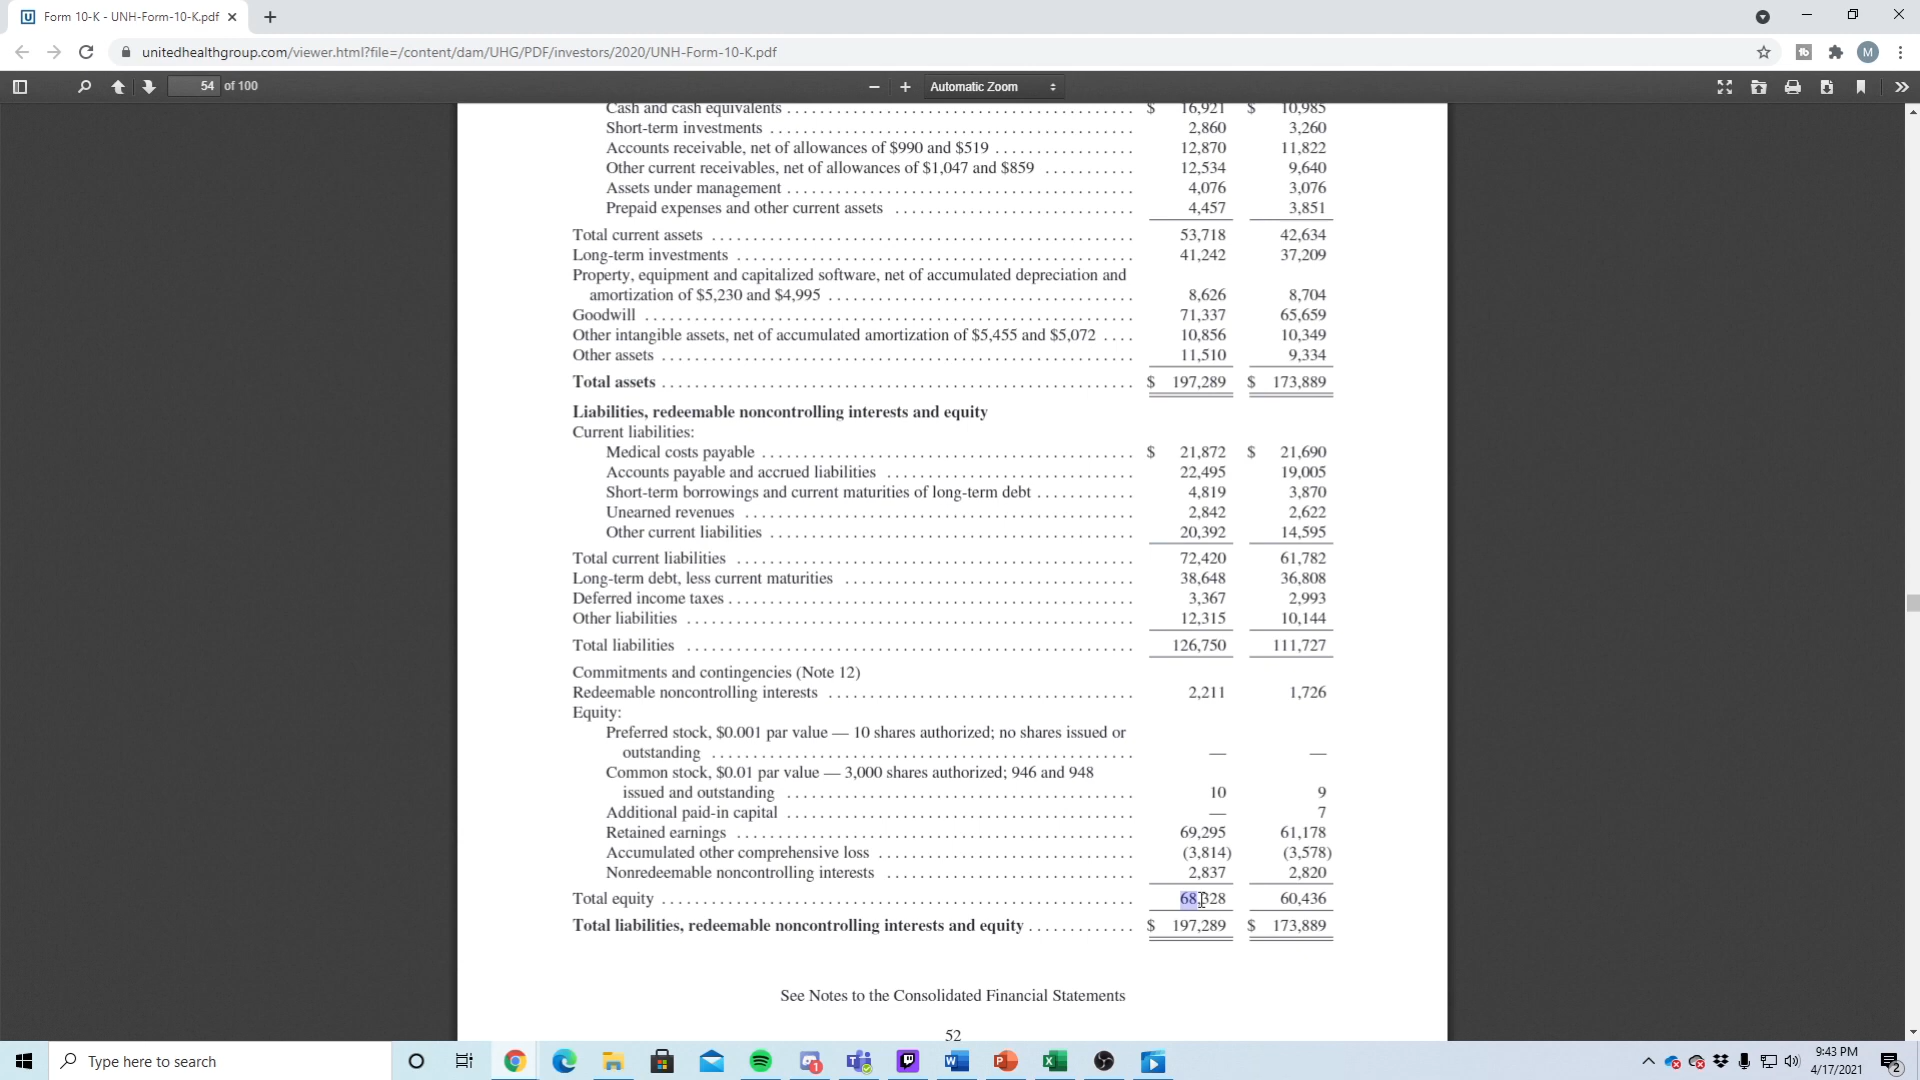 Form 10-K - UNH-Form-10-K.pdf
unitedhealthgroup.com/viewer.html?file=/content/dam/UHG/PDF/investors/2020/UNH-Form-10-K.pdf
M
54 of 100
Automatic Zoom
Cash and cash equivalents $ 16,921 $ 10,985
Short-term investments 2,860 3,260
Accounts receivable, net of allowances of $990 and $519 12,870 11,822
Other current receivables, net of allowances of $1,047 and $859 12,534 9,640
Assets under management 4,076 3,076
Prepaid expenses and other current assets 4,457 3,851
Total current assets 53,718 42,634
Long-term investments 41,242 37,209
Property, equipment and capitalized software, net of accumulated depreciation and
amortization of $5,230 and $4,995 8,626 8,704
Goodwill 71,337 65,659
Other intangible assets, net of accumulated amortization of $5,455 and $5,072 10,856 10,349
Other assets 11,510 9,334
Total assets $ 197,289 $ 173,889
Liabilities, redeemable noncontrolling interests and equity
Current liabilities:
Medical costs payable $ 21,872 $ 21,690
Accounts payable and accrued liabilities 22,495 19,005
Short-term borrowings and current maturities of long-term debt 4,819 3,870
Unearned revenues 2,842 2,622
Other current liabilities 20,392 14,595
Total current liabilities 72,420 61,782
Long-term debt, less current maturities 38,648 36,808
Deferred income taxes 3,367 2,993
Other liabilities 12,315 10,144
Total liabilities 126,750 111,727
Commitments and contingencies (Note 12)
Redeemable noncontrolling interests 2,211 1,726
Equity:
Preferred stock, $0.001 par value — 10 shares authorized; no shares issued or
outstanding — —
Common stock, $0.01 par value — 3,000 shares authorized; 946 and 948
issued and outstanding 10 9
Additional paid-in capital — 7
Retained earnings 69,295 61,178
Accumulated other comprehensive loss (3,814) (3,578)
Nonredeemable noncontrolling interests 2,837 2,820
Total equity 68,328 60,436
Total liabilities, redeemable noncontrolling interests and equity $ 197,289 $ 173,889
See Notes to the Consolidated Financial Statements
52
Type here to search
9:43 PM
4/17/2021